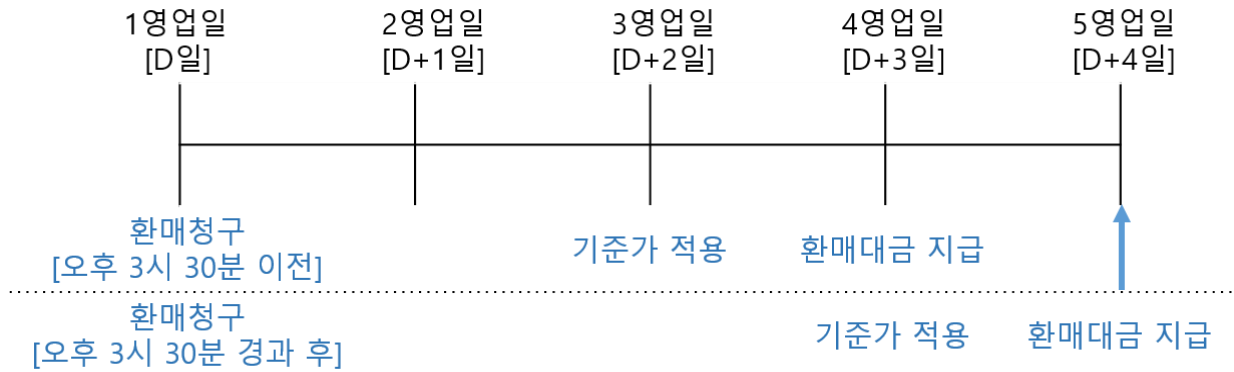 1영업일 2영업일 3영업일 4영업일 5영업일
[D일] [D+1일] [D+2일] [D+3일] [D+4일]
환매청구
[오후 3시 30분 이전]
기준가 적용 환매대금 지급
환매청구
[오후 3시 30분 경과 후]
기준가 적용 환매대금 지급